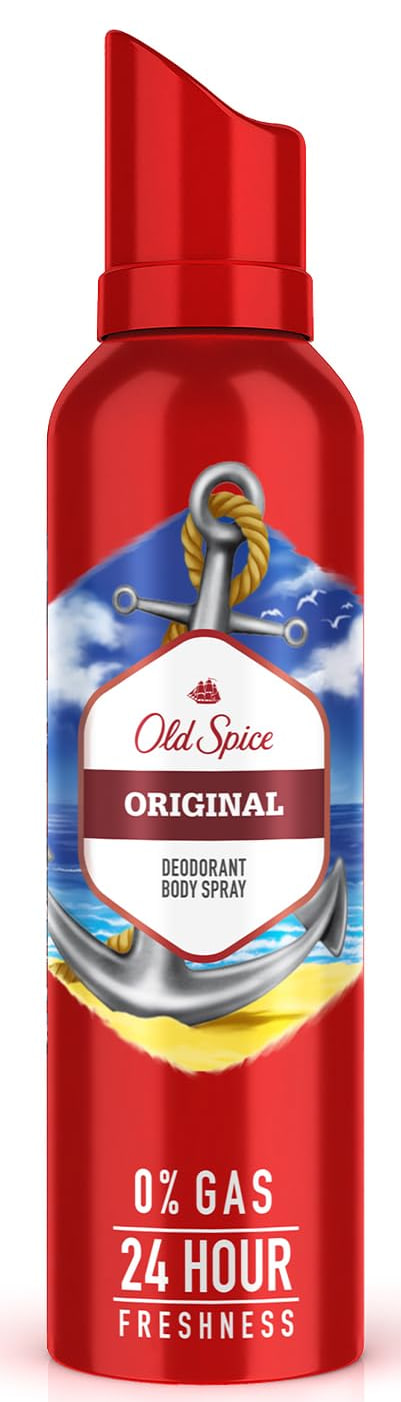 Old Spice
ORIGINAL
DEODORANT
BODY SPRAY
0% GAS
24 HOUR
FRESHNESS